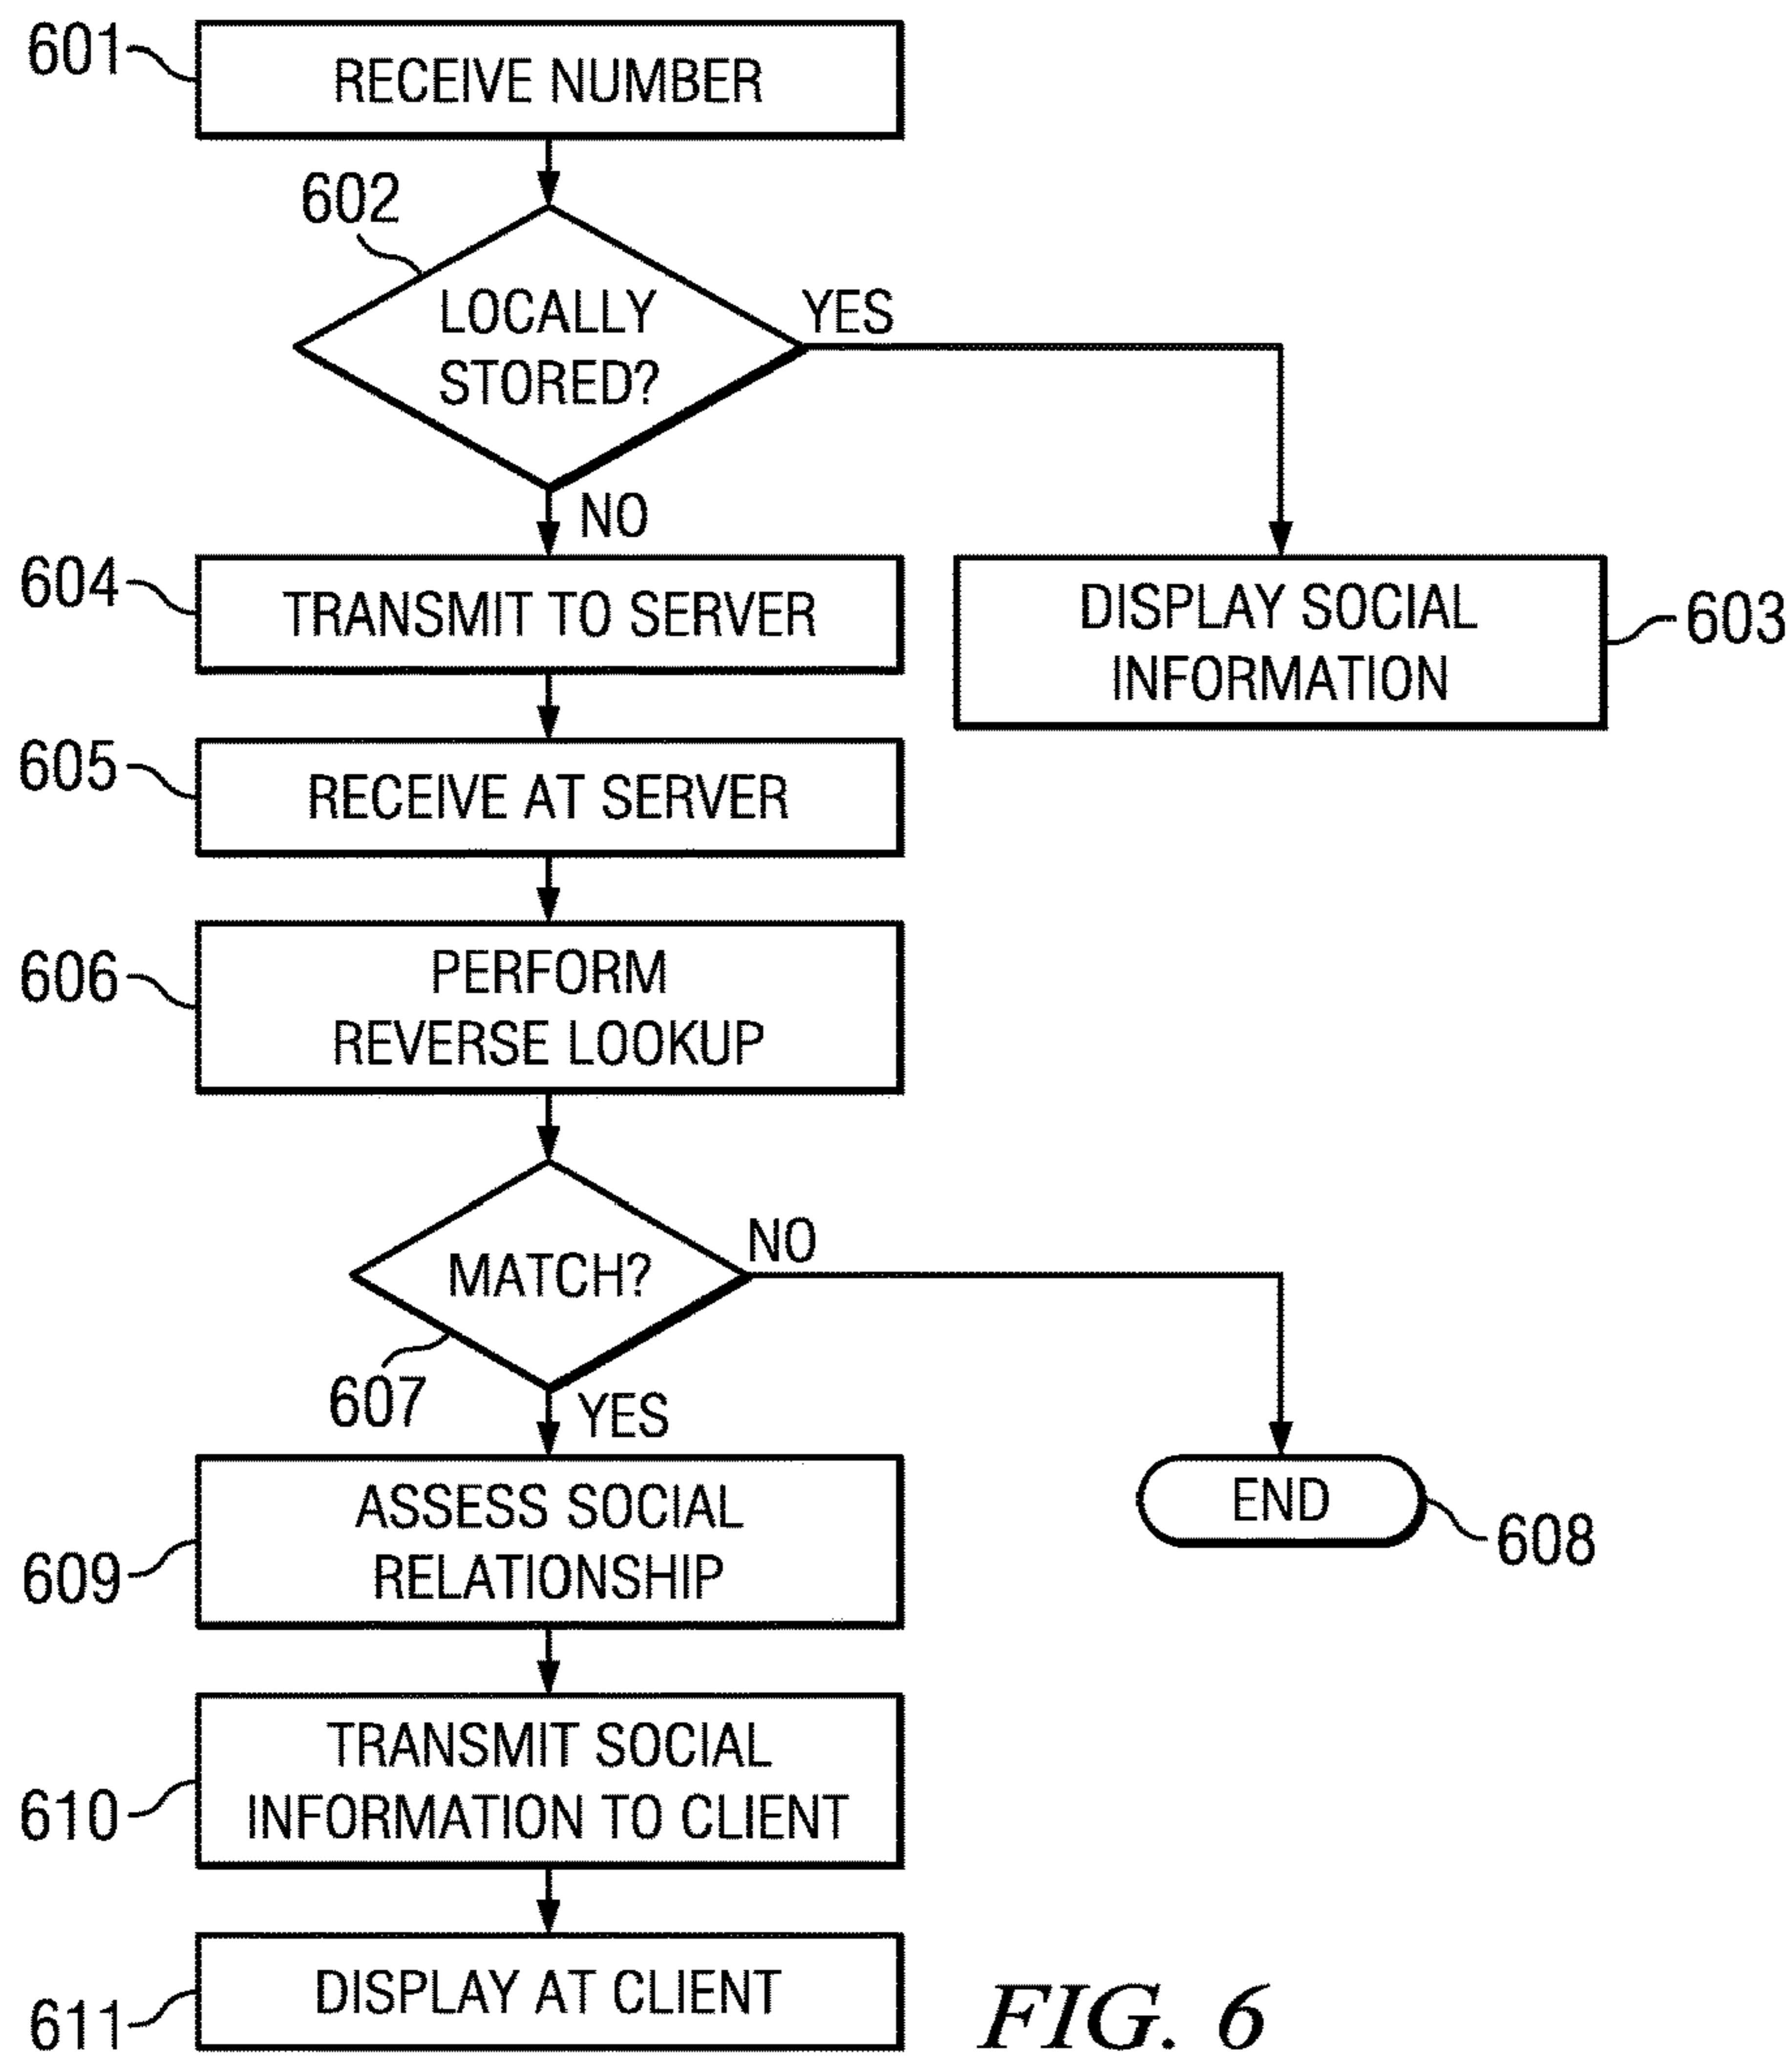 601
RECEIVE NUMBER
602
LOCALLY
STORED?
YES
NO
604
TRANSMIT TO SERVER
DISPLAY SOCIAL
INFORMATION
603
605
RECEIVE AT SERVER
606
PERFORM
REVERSE LOOKUP
MATCH?
NO
607
YES
609
ASSESS SOCIAL
RELATIONSHIP
END
608
610
TRANSMIT SOCIAL
INFORMATION TO CLIENT
611
DISPLAY AT CLIENT
FIG. 6